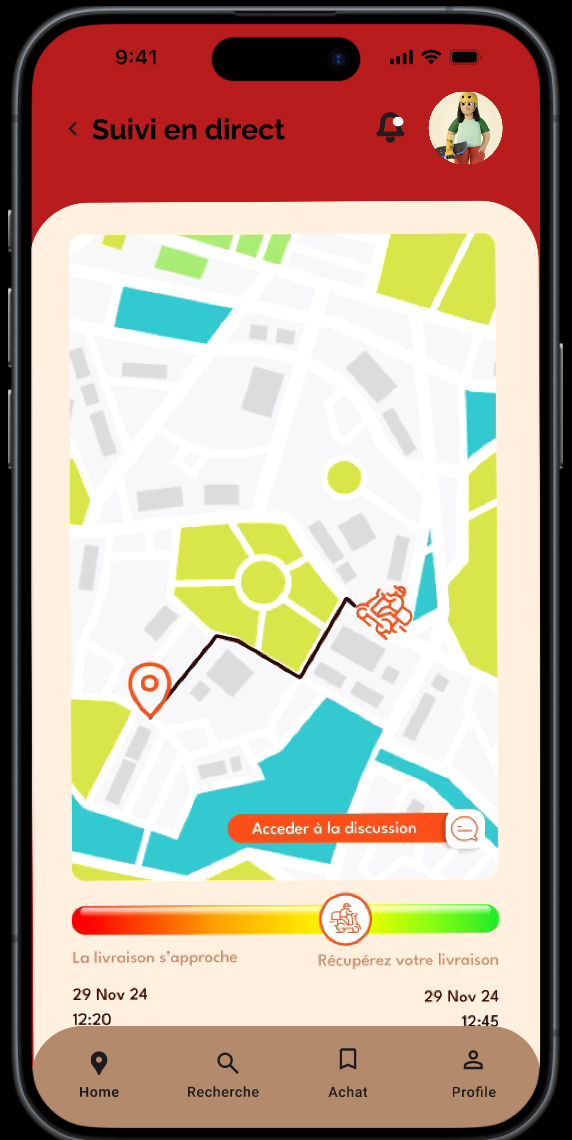 9:41
Suivi en direct
Acceder à la discussion
La livraison s'approche
Récupérez votre livraison
29 Nov 24
29 Nov 24
12:20
12:45
Home
Recherche
Achat
Profile